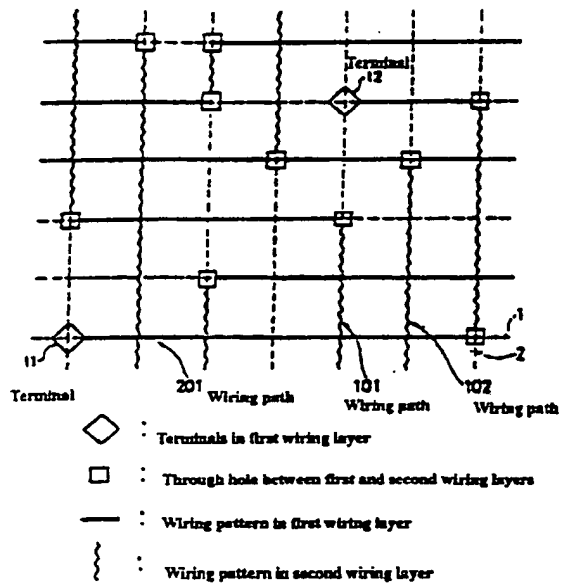 Terminal
12
1
2
11
201
101
102
Terminal
Wiring path
Wiring path
Wiring path
: Terminals in first wiring layer
: Through hole between first and second wiring layers
: Wiring pattern in first wiring layer
: Wiring pattern in second wiring layer